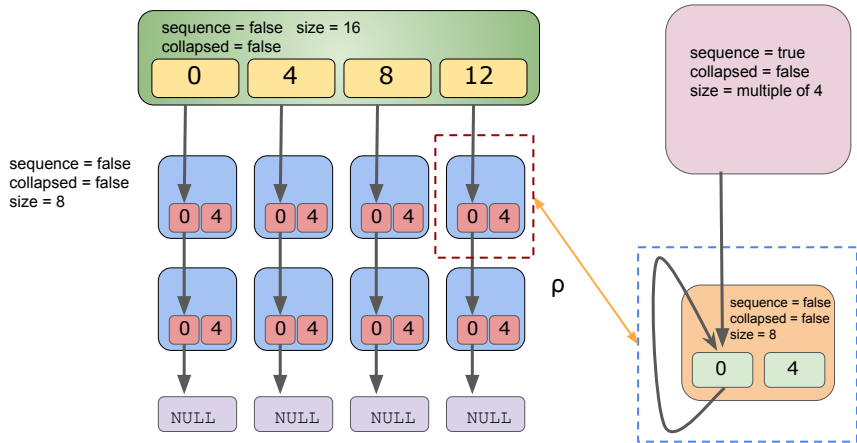 sequence = false size = 16
collapsed = false
0 4 8 12
sequence = true
collapsed = false
size = multiple of 4
sequence = false
collapsed = false
size = 8
0 4 0 4 0 4 0 4
ρ
0 4 0 4 0 4 0 4
sequence = false
collapsed = false
size = 8
0 4
NULL NULL NULL NULL